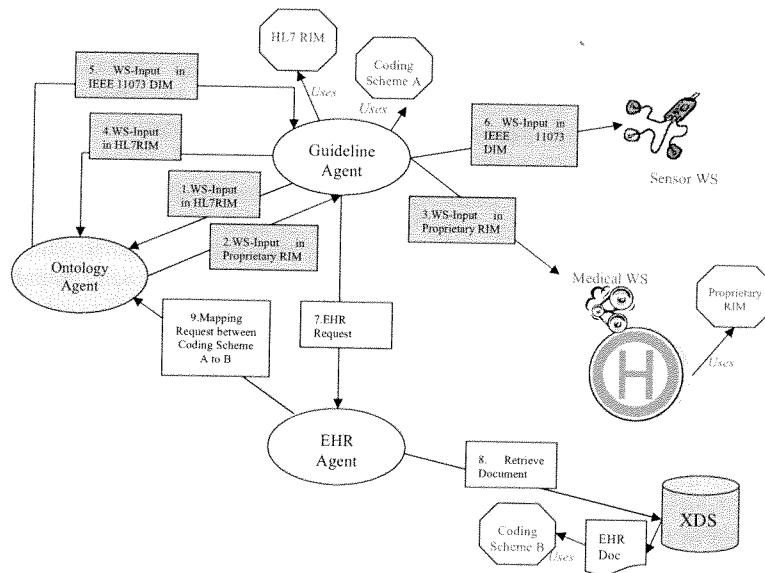 HL7 RIM
Coding
Scheme A
Uses
Uses
5. WS-Input in
IEEE 11073 DIM
4.WS-Input
in HL7RIM
Guideline
Agent
6. WS-Input in
IEEE 11073
DIM
Sensor WS
1.WS-Input
in HL7RIM
2.WS-Input in
Proprietary RIM
3.WS-Input in
Proprietary RIM
Ontology
Agent
Medical WS
Proprietary
RIM
9.Mapping
Request between
Coding Scheme
A to B
7.EHR
Request
Uses
H
EHR
Agent
8. Retrieve
Document
XDS
Coding
Scheme B
Uses
EHR
Doc